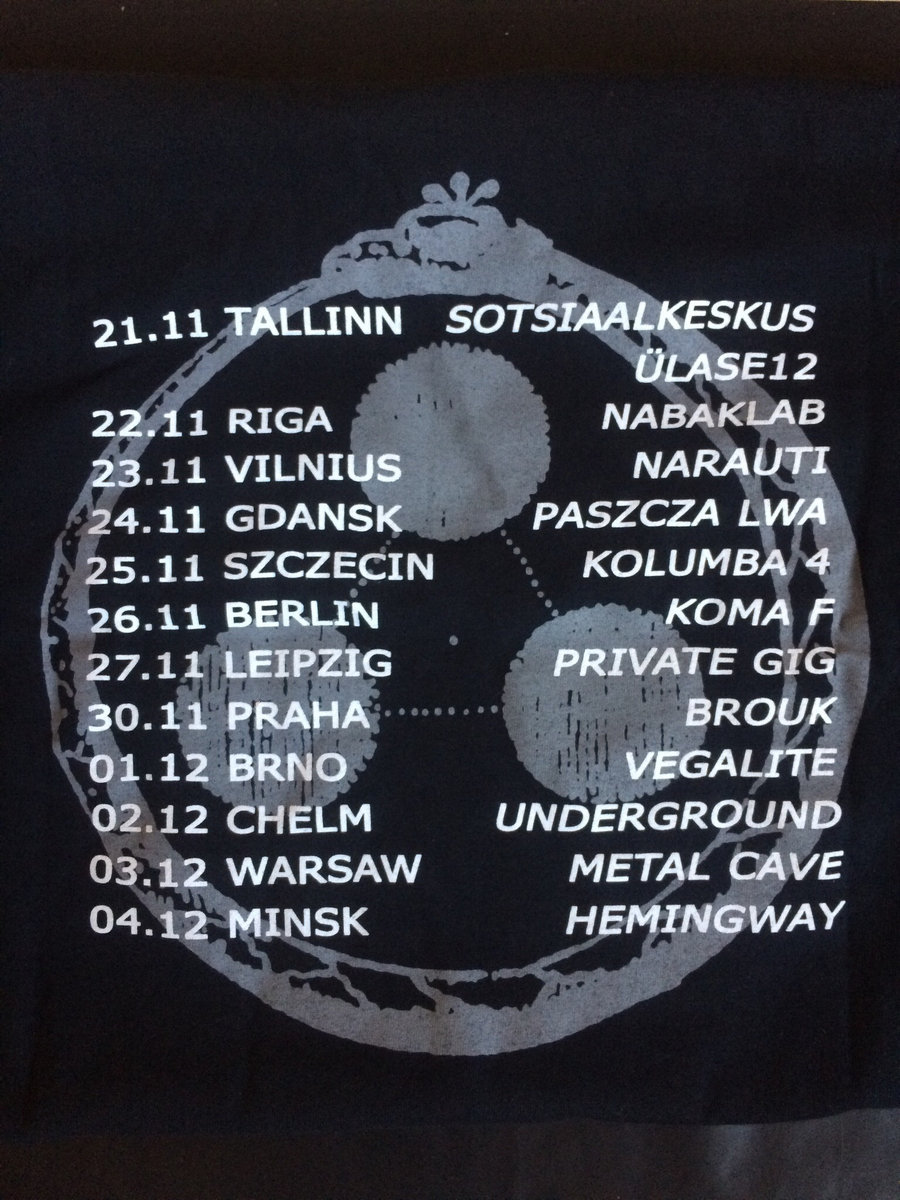 21.11 TALLINN SOTSIAALKESKUS
ÜLASE12
22.11 RIGA NABAKLAB
23.11 VILNIUS NARAUTI
24.11 GDANSK PASZCZA LWA
25.11 SZCZECIN KOLUMBA 4
26.11 BERLIN KOMA F
27.11 LEIPZIG PRIVATE GIG
30.11 PRAHA BROUK
01.12 BRNO VEGALITE
02.12 CHELM UNDERGROUND
03.12 WARSAW METAL CAVE
04.12 MINSK HEMINGWAY